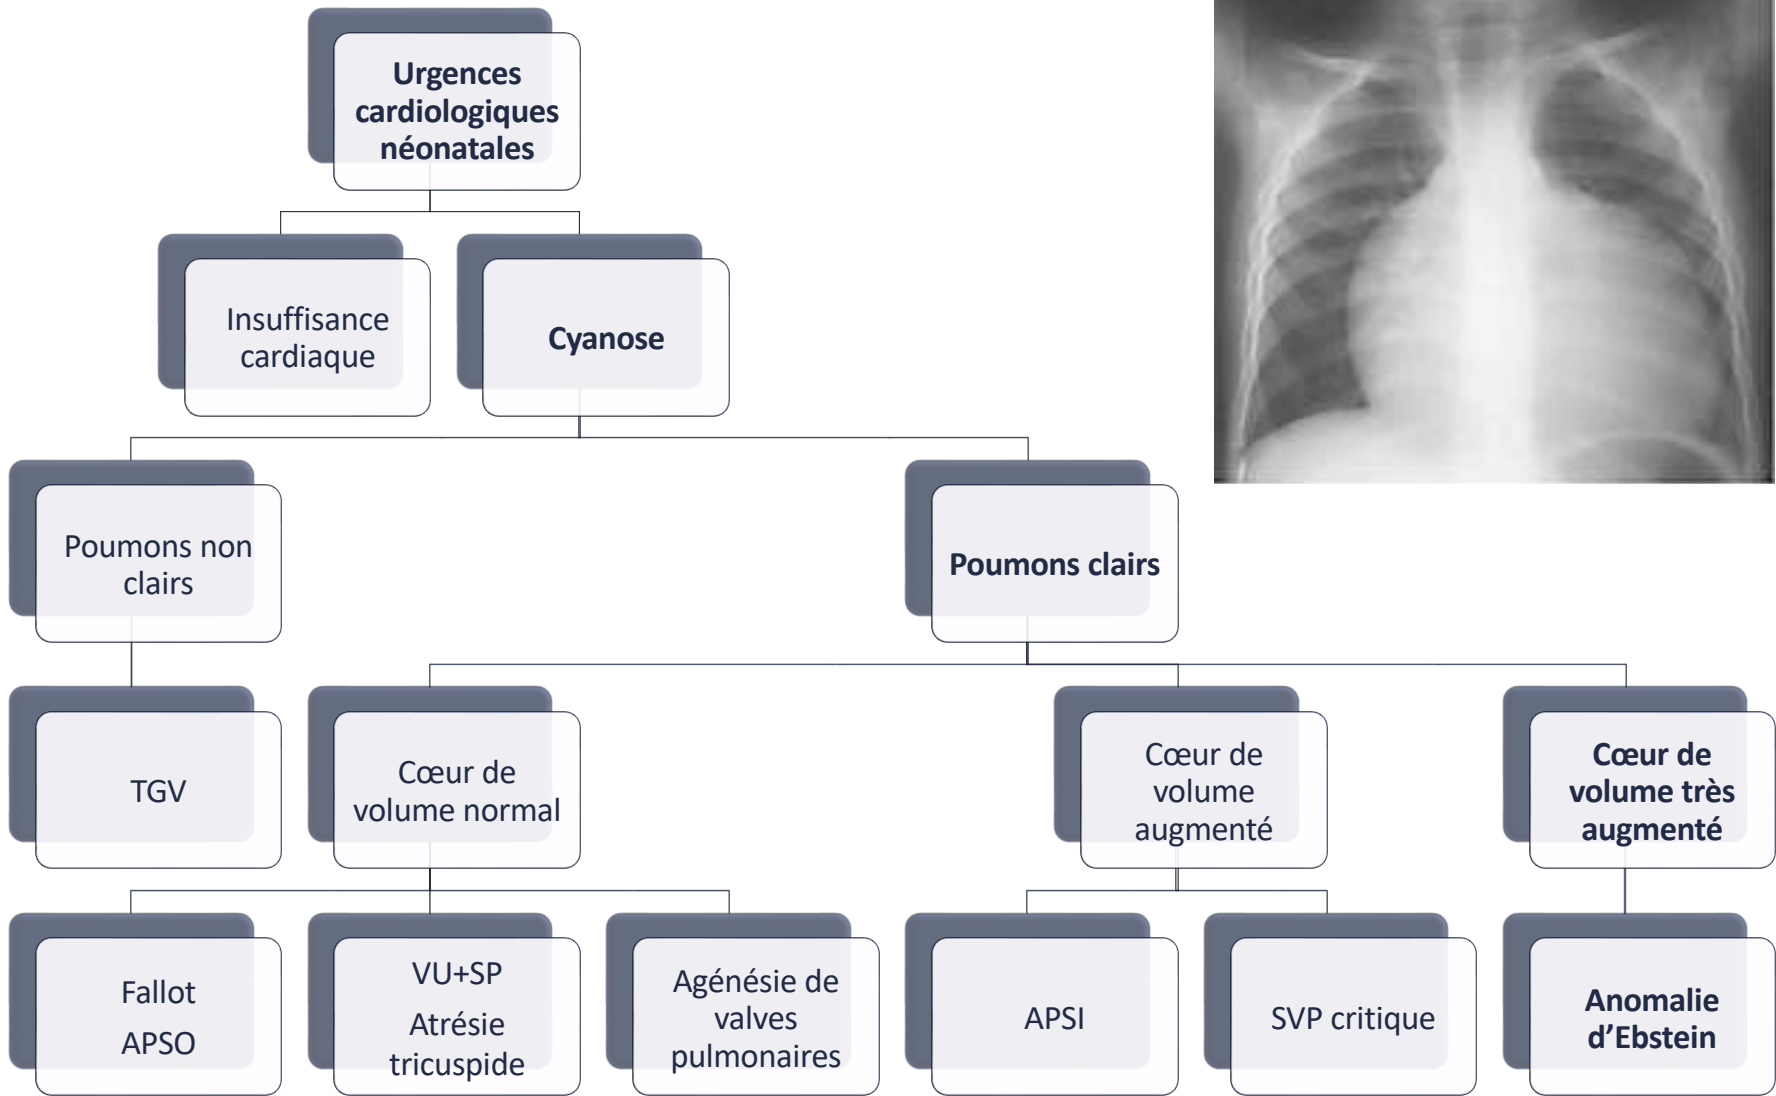 Urgences
cardiologiques
néonatales
Insuffisance
cardiaque
Cyanose
Poumons non
clairs
Poumons clairs
TGV
Cœur de
volume normal
Cœur de
volume
augmenté
Cœur de
volume très
augmenté
Fallot
APSO
VU+SP
Atrésie
tricuspide
Agénésie de
valves
pulmonaires
APSI
SVP critique
Anomalie
d’Ebstein